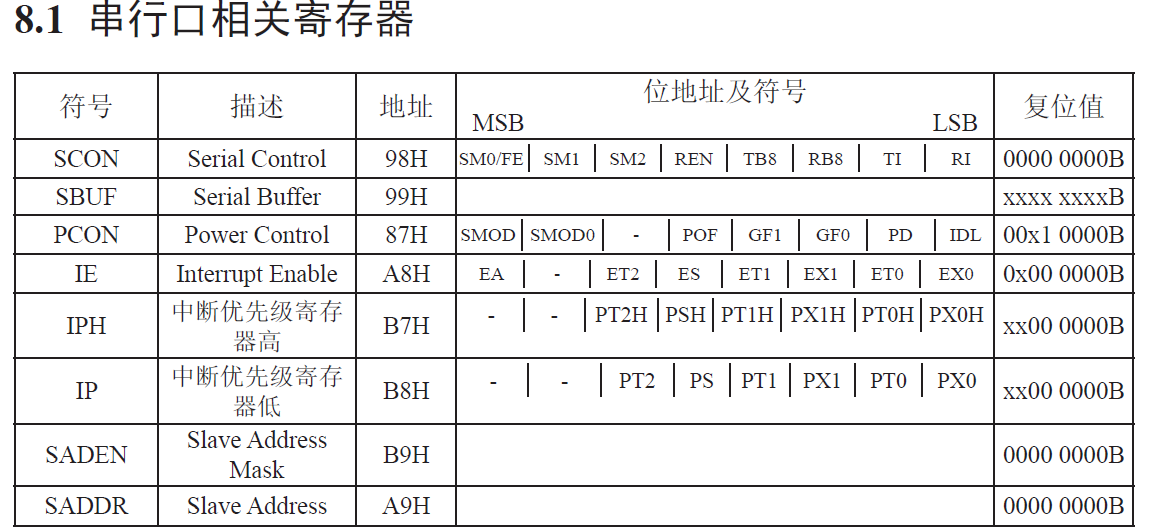 8.1 串行口相关寄存器
符号 描述 地址 位地址及符号 复位值
MSB LSB
SCON Serial Control 98H SM0/FE SM1 SM2 REN TB8 RB8 TI RI 0000 0000B
SBUF Serial Buffer 99H xxxx xxxxB
PCON Power Control 87H SMOD SMOD0 - POF GF1 GF0 PD IDL 00x1 0000B
IE Interrupt Enable A8H EA - ET2 ES ET1 EX1 ET0 EX0 0x00 0000B
IPH 中断优先级寄存 B7H - - PT2H PSH PT1H PX1H PT0H PX0H xx00 0000B
器高
IP 中断优先级寄存 B8H - - PT2 PS PT1 PX1 PT0 PX0 xx00 0000B
器低
SADEN Slave Address B9H 0000 0000B
Mask
SADDR Slave Address A9H 0000 0000B